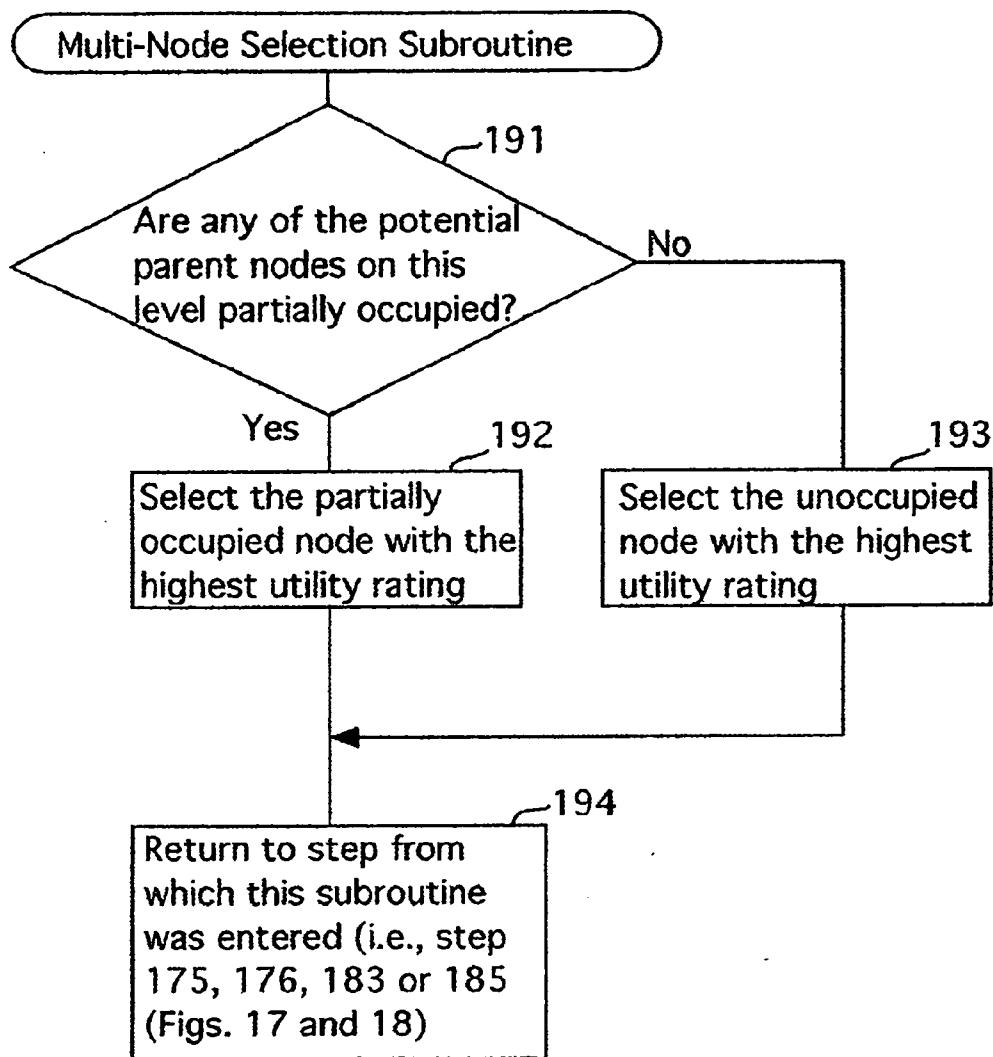 Multi-Node Selection Subroutine
191
Are any of the potential
parent nodes on this
level partially occupied?
No
Yes
192
Select the partially
occupied node with the
highest utility rating
193
Select the unoccupied
node with the highest
utility rating
194
Return to step from
which this subroutine
was entered (i.e., step
175, 176, 183 or 185
(Figs. 17 and 18)